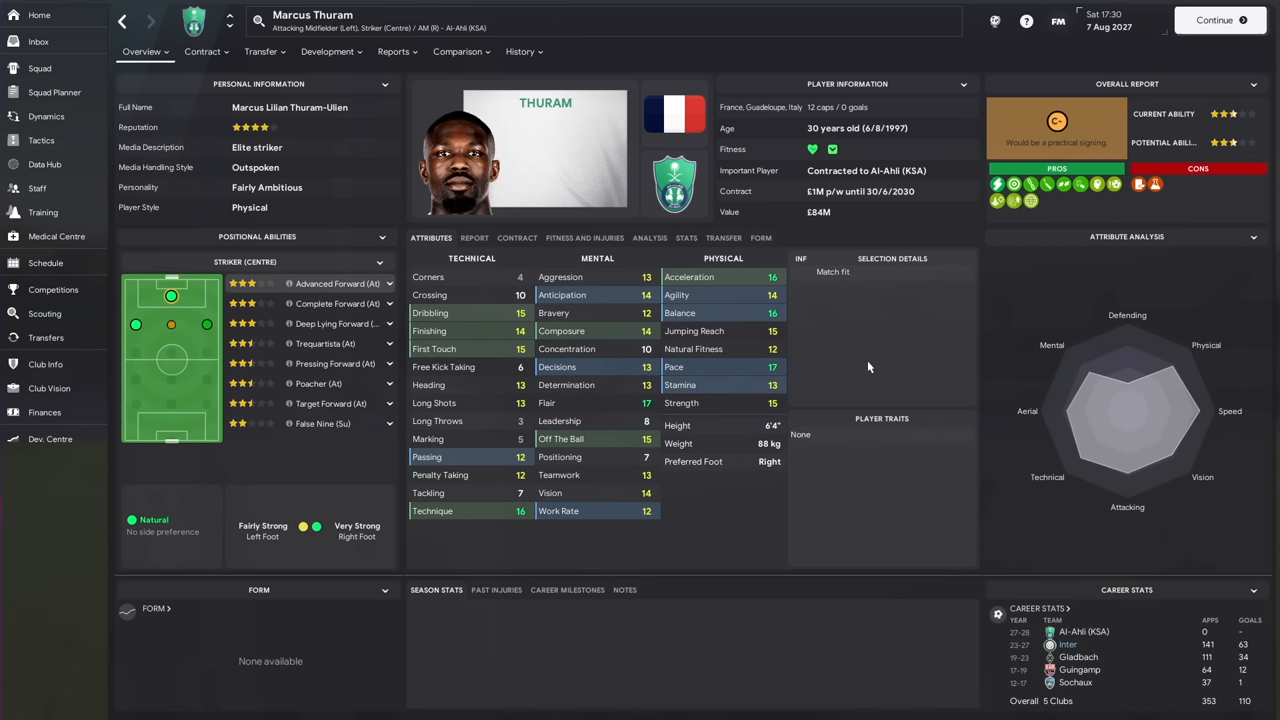 Home
Inbox
Squad
Squad Planner
Dynamics
Tactics
Data Hub
Staff
Training
Medical Centre
Schedule
Competitions
Scouting
Transfers
Club Info
Club Vision
Finances
Dev. Centre
Marcus Thuram
Attacking Midfielder (Left), Striker (Centre) / AM (R) - Al-Ahli (KSA)
FM
Sat 17:30
7 Aug 2027
Continue
Overview Contract Transfer Development Reports Comparison History
PERSONAL INFORMATION
Full Name Marcus Lilian Thuram-Ulien
Reputation
Media Description Elite striker
Media Handling Style Outspoken
Personality Fairly Ambitious
Player Style Physical
THURAM
PLAYER INFORMATION
France, Guadeloupe, Italy 12 caps / 0 goals
Age 30 years old (6/8/1997)
Fitness
Important Player Contracted to Al-Ahli (KSA)
Contract £1M p/w until 30/6/2030
Value £84M
OVERALL REPORT
C-
Would be a practical signing.
CURRENT ABILITY
POTENTIAL ABILI...
PROS CONS
POSITIONAL ABILITIES
STRIKER (CENTRE)
Advanced Forward (At)
Complete Forward (At)
Deep Lying Forward (...
Trequartista (At)
Pressing Forward (At)
Poacher (At)
Target Forward (At)
False Nine (Su)
Natural
No side preference
Fairly Strong
Left Foot
Very Strong
Right Foot
ATTRIBUTES REPORT CONTRACT FITNESS AND INJURIES ANALYSIS STATS TRANSFER FORM
TECHNICAL
Corners 4
Crossing 10
Dribbling 15
Finishing 14
First Touch 15
Free Kick Taking 6
Heading 13
Long Shots 13
Long Throws 3
Marking 5
Passing 12
Penalty Taking 12
Tackling 7
Technique 16
MENTAL
Aggression 13
Anticipation 14
Bravery 12
Composure 14
Concentration 10
Decisions 13
Determination 13
Flair 17
Leadership 8
Off The Ball 15
Positioning 7
Teamwork 13
Vision 14
Work Rate 12
PHYSICAL
Acceleration 16
Agility 14
Balance 16
Jumping Reach 15
Natural Fitness 12
Pace 17
Stamina 13
Strength 15
Height 6'4"
Weight 88 kg
Preferred Foot Right
INF SELECTION DETAILS
Match fit
PLAYER TRAITS
None
ATTRIBUTE ANALYSIS
Defending
Physical
Speed
Vision
Attacking
Technical
Aerial
Mental
FORM
FORM
None available
SEASON STATS PAST INJURIES CAREER MILESTONES NOTES
CAREER STATS
CAREER STATS
YEAR TEAM APPS GOALS
27-28 Al-Ahli (KSA) 0 -
23-27 Inter 141 63
19-23 Gladbach 111 34
17-19 Guingamp 64 12
12-17 Sochaux 37 1
Overall 5 Clubs 353 110